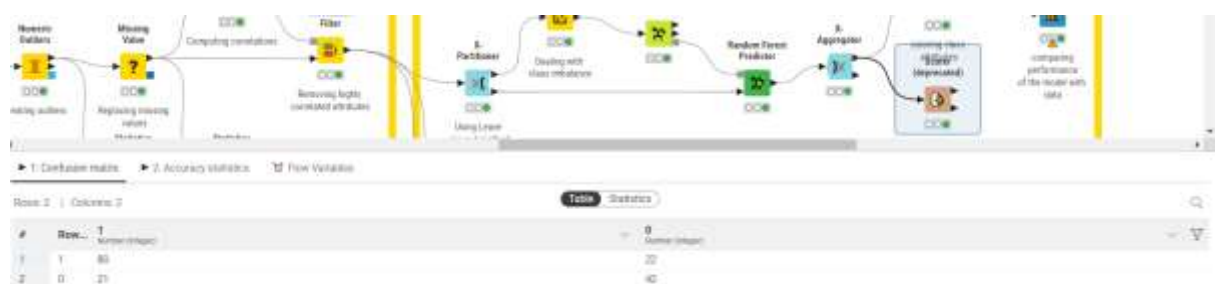 Numeric
Outliers
Missing
Value
Computing correlations
Filter
Replacing missing
values
Removing highly
correlated attributes
X-
Partitioner
Using Leave
Dealing with
class imbalance
Random Forest
Predictor
X-
Aggregator
Scorer
(deprecated)
comparing
performance
of the model with
data
1: Confusion matrix
2: Accuracy statistics
Flow Variables
Rows: 2 | Columns: 2
Table
Statistics
# Row... 1 0
Number (integer) Number (integer)
1 1 22
2 0 21 42